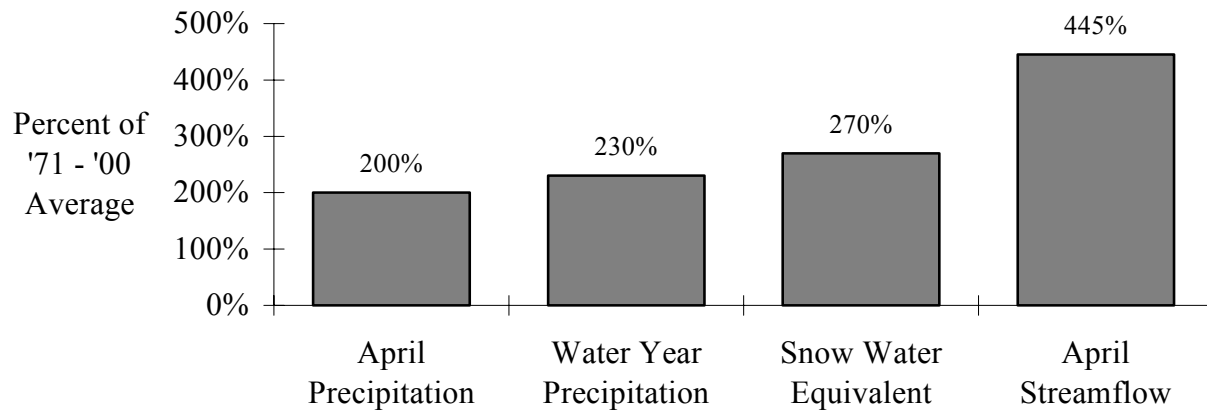 500%
400%
300%
200%
100%
0%
Percent of
'71 - '00
Average
200%
230%
270%
445%
April
Precipitation
Water Year
Precipitation
Snow Water
Equivalent
April
Streamflow